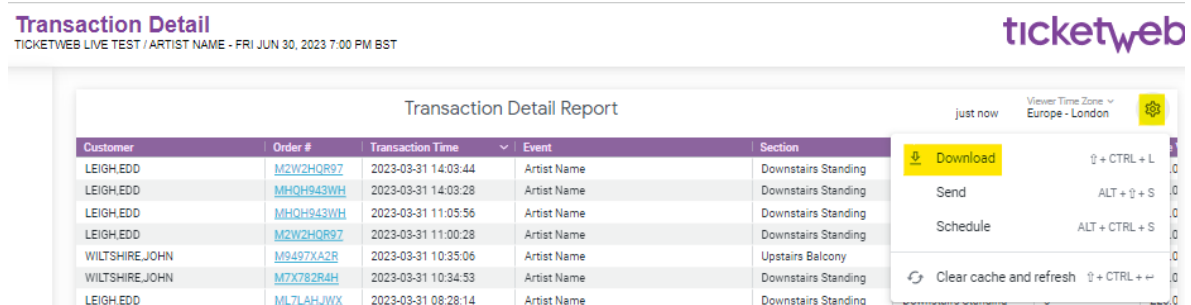 Transaction Detail
TICKETWEB LIVE TEST / ARTIST NAME - FRI JUN 30, 2023 7:00 PM BST
ticketweb
Transaction Detail Report
just now
Viewer Time Zone
Europe - London
Customer Order # Transaction Time Event Section
LEIGH,EDD M2W2HQR97 2023-03-31 14:03:44 Artist Name Downstairs Standing
LEIGH,EDD MHQH943WH 2023-03-31 14:03:28 Artist Name Downstairs Standing
LEIGH,EDD MHQH943WH 2023-03-31 11:05:56 Artist Name Downstairs Standing
LEIGH,EDD M2W2HQR97 2023-03-31 11:00:28 Artist Name Downstairs Standing
WILTSHIRE,JOHN M9497XA2R 2023-03-31 10:35:06 Artist Name Upstairs Balcony
WILTSHIRE,JOHN M7X782R4H 2023-03-31 10:34:53 Artist Name Downstairs Standing
LEIGH,EDD ML7LAHJWX 2023-03-31 08:28:14 Artist Name Downstairs Standing
Download ⇧ + CTRL + L
Send ALT + ⇧ + S
Schedule ALT + CTRL + S
Clear cache and refresh ⇧ + CTRL + ↵